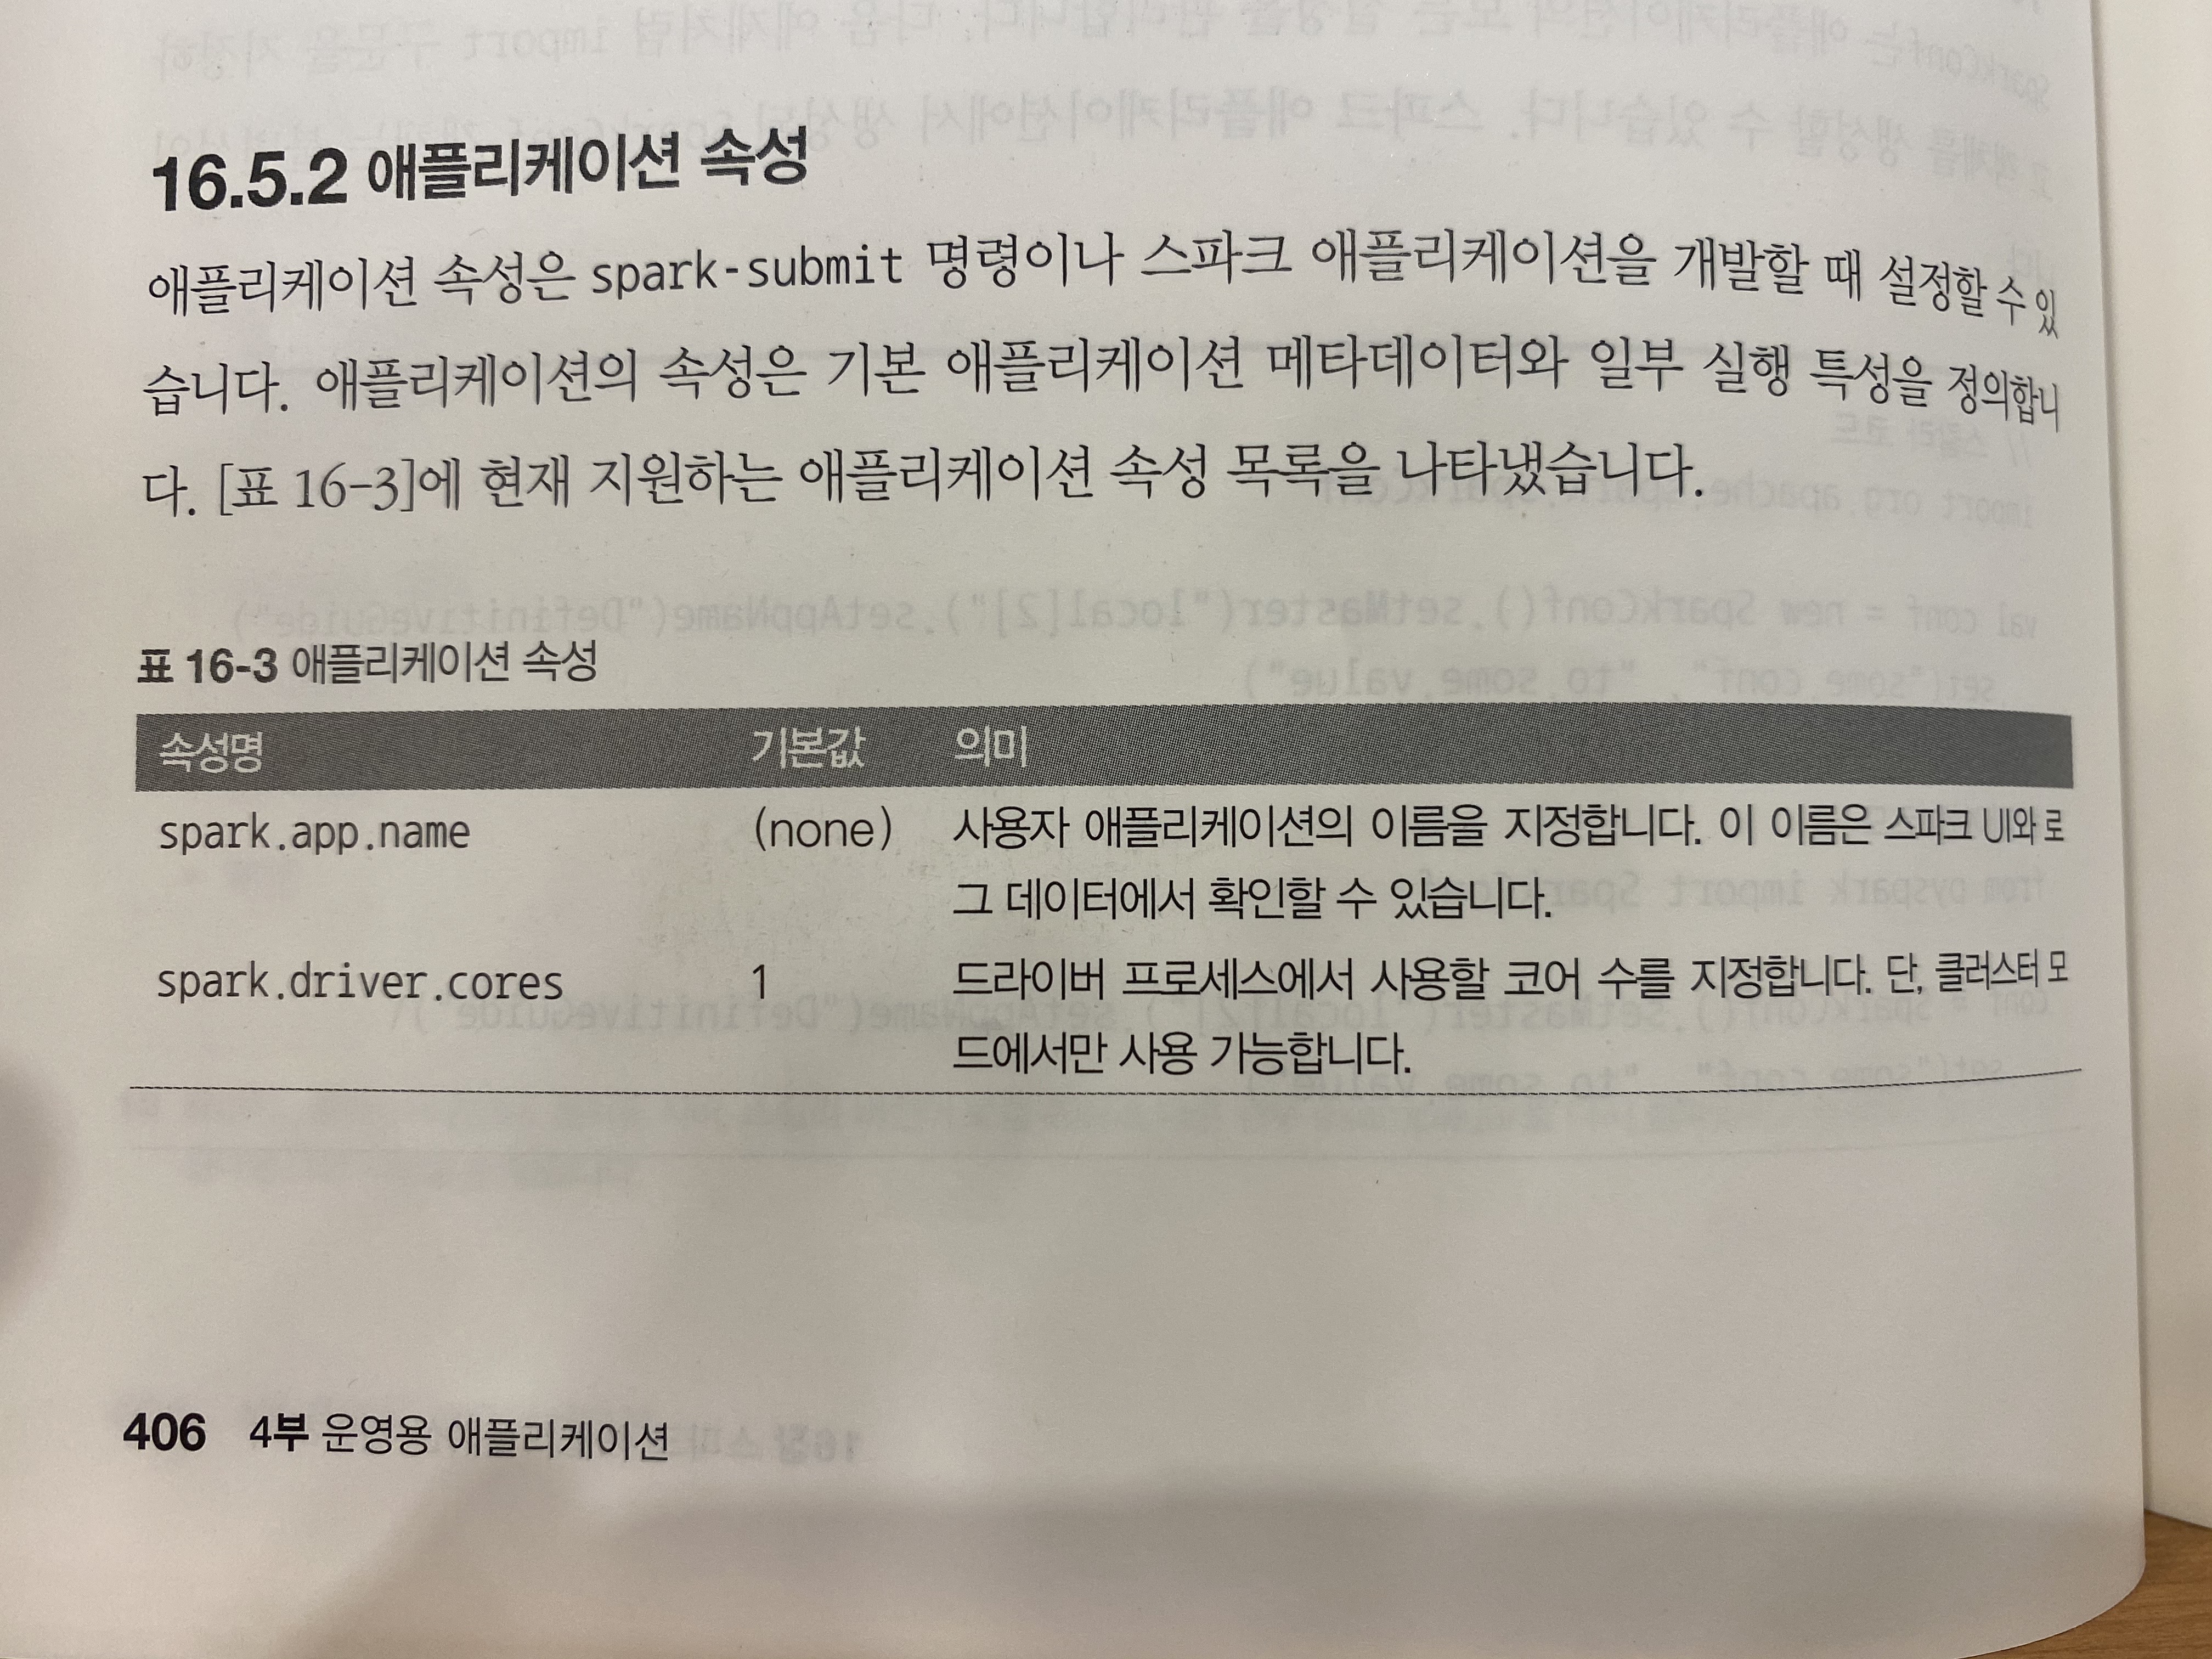 16.5.2 애플리케이션 속성
애플리케이션 속성은 spark-submit 명령이나 스파크 애플리케이션을 개발할 때 설정할 수 있
습니다. 애플리케이션의 속성은 기본 애플리케이션 메타데이터와 일부 실행 특성을 정의합니
다. [표 16-3]에 현재 지원하는 애플리케이션 속성 목록을 나타냈습니다.
표 16-3 애플리케이션 속성
속성명 기본값 의미
spark.app.name (none) 사용자 애플리케이션의 이름을 지정합니다. 이 이름은 스파크 UI와 로
그 데이터에서 확인할 수 있습니다.
spark.driver.cores 1 드라이버 프로세스에서 사용할 코어 수를 지정합니다. 단, 클러스터 모
드에서만 사용 가능합니다.
406 4부 운영용 애플리케이션